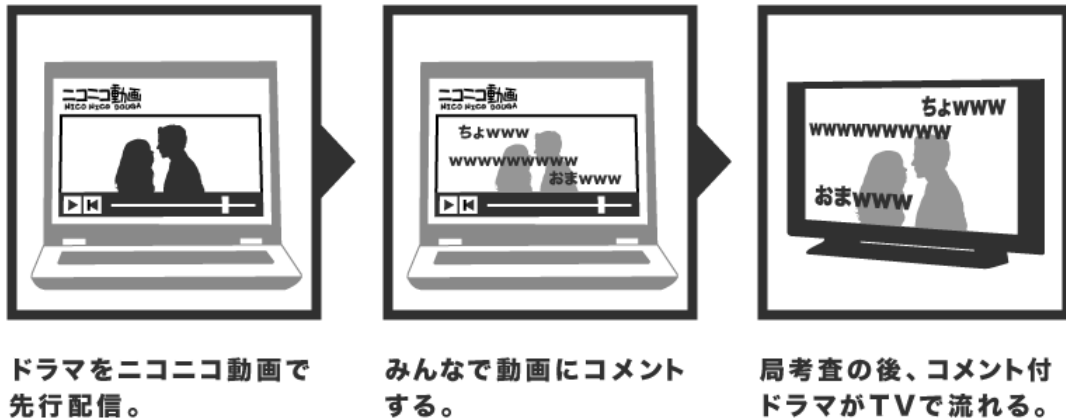 ニコニコ動画
NICO NICO DOUGA
ドラマをニコニコ動画で
先行配信。
ニコニコ動画
NICO NICO DOUGA
ちょwww
wwwwwwwww
おまwww
みんなで動画にコメント
する。
ちょwww
wwwwwwwww
おまwww
局考査の後、コメント付
ドラマがTVで流れる。